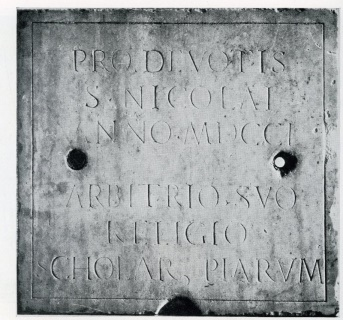 PRO DEVOTIS
S. NICOLAI
ANNO·MDCCI
ARBITRIO·SVO
RELIGIO
SCHOLAR, PIARVM